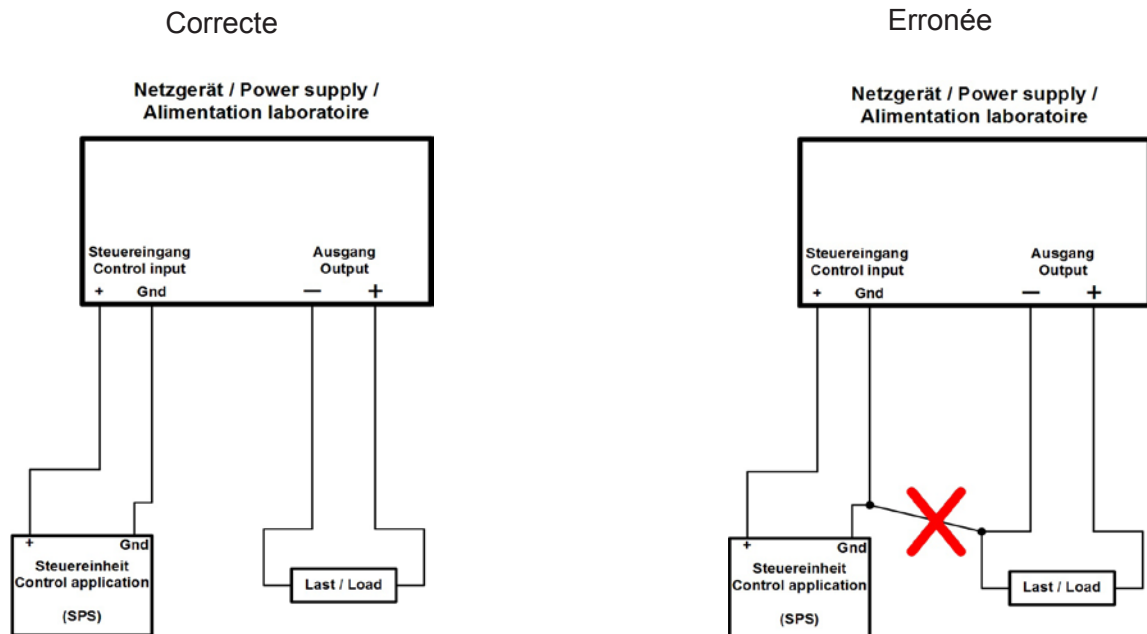 Correcte
Netzgerät / Power supply /
Alimentation laboratoire
Steuereingang
Control input
+ Gnd
Ausgang
Output
— +
+ Gnd
Steuereinheit
Control application
(SPS)
Last / Load
Erronée
Netzgerät / Power supply /
Alimentation laboratoire
Steuereingang
Control input
+ Gnd
Ausgang
Output
— +
+ Gnd
Steuereinheit
Control application
(SPS)
Last / Load